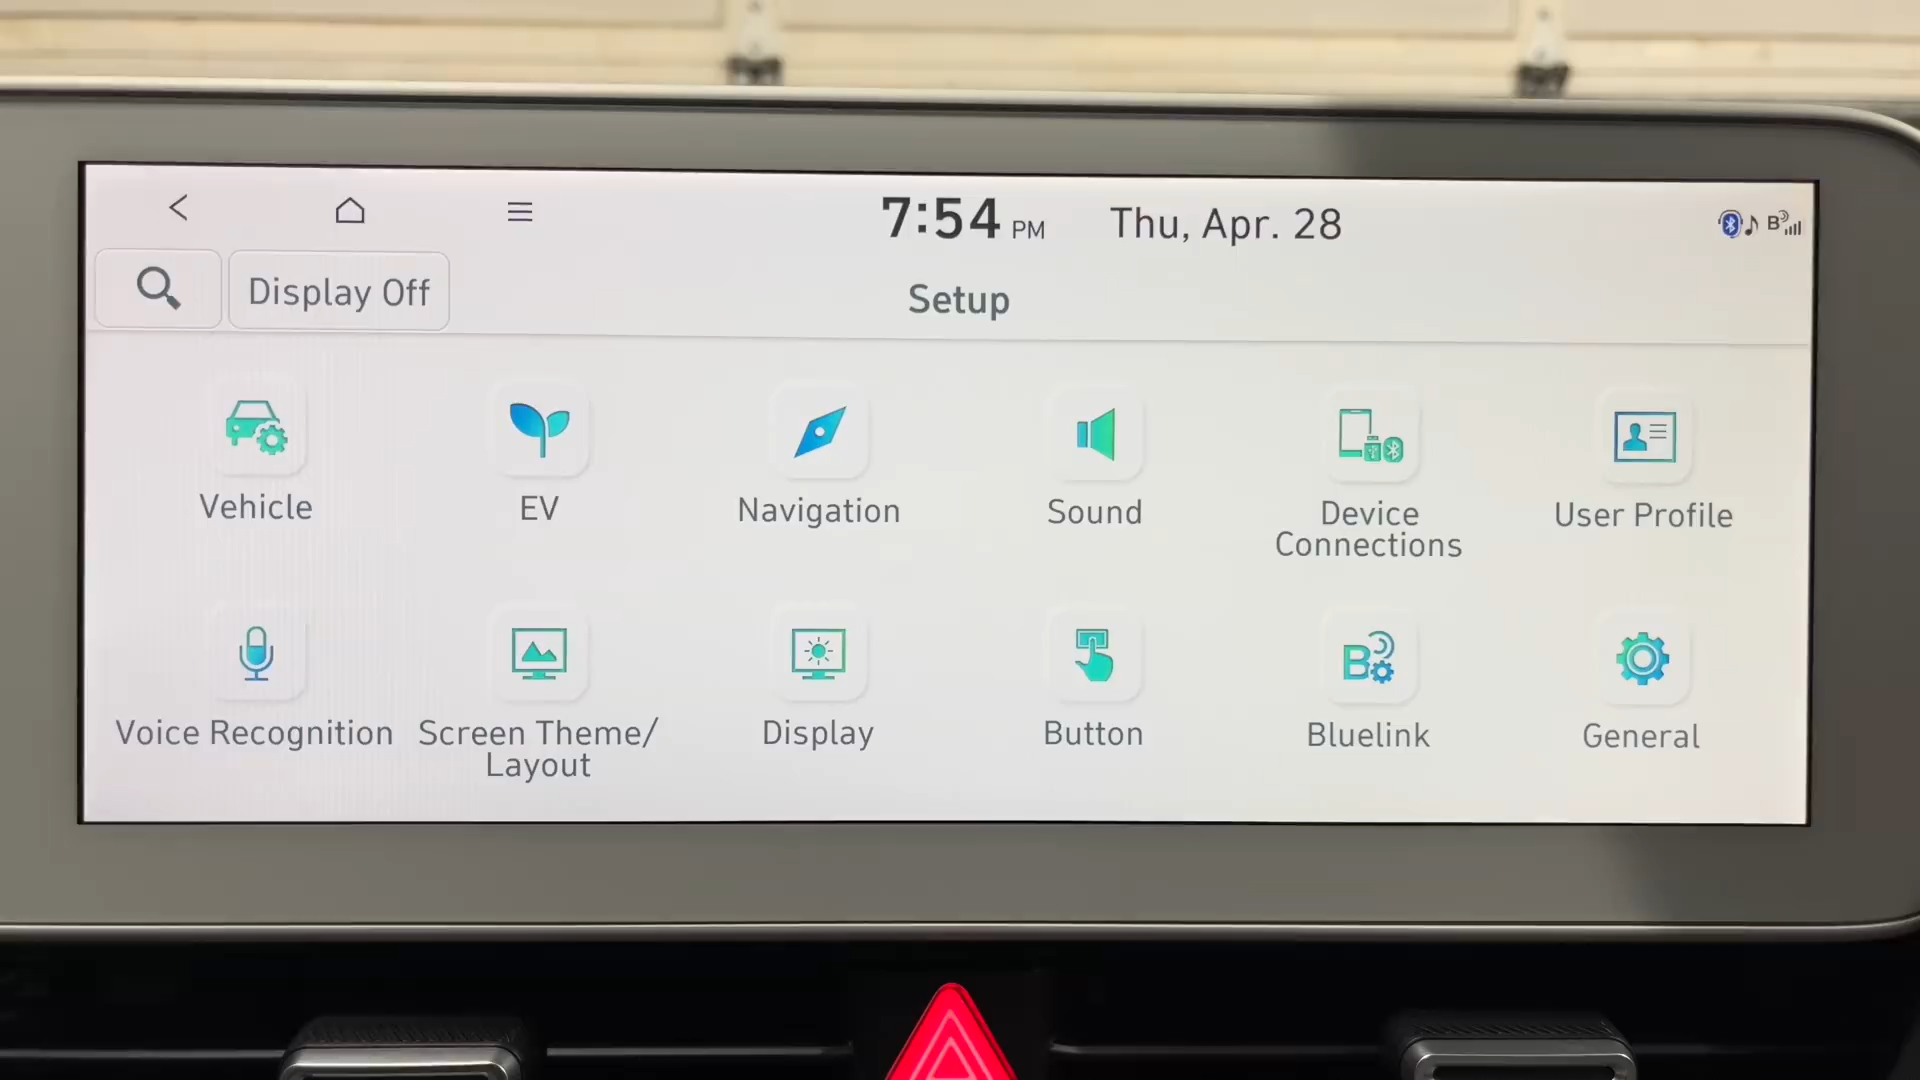 7:54 PM Thu, Apr. 28
B
Display Off
Setup
Vehicle
EV
Navigation
Sound
Device
Connections
User Profile
Voice Recognition
Screen Theme/
Layout
Display
Button
B
Bluelink
General